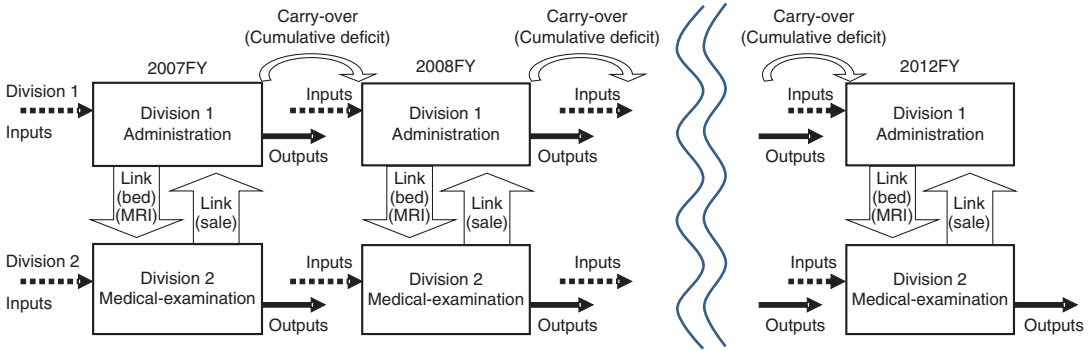 Carry-over
(Cumulative deficit)
Carry-over
(Cumulative deficit)
Carry-over
(Cumulative deficit)
2007FY
2008FY
2012FY
Division 1
Inputs
Division 1
Administration
Outputs
Inputs
Division 1
Administration
Outputs
Inputs
Inputs
Division 1
Administration
Outputs
Link
(bed)
(MRI)
Link
(sale)
Link
(bed)
(MRI)
Link
(sale)
Link
(bed)
(MRI)
Link
(sale)
Division 2
Inputs
Division 2
Medical-examination
Outputs
Inputs
Division 2
Medical-examination
Outputs
Inputs
Inputs
Division 2
Medical-examination
Outputs
Outputs